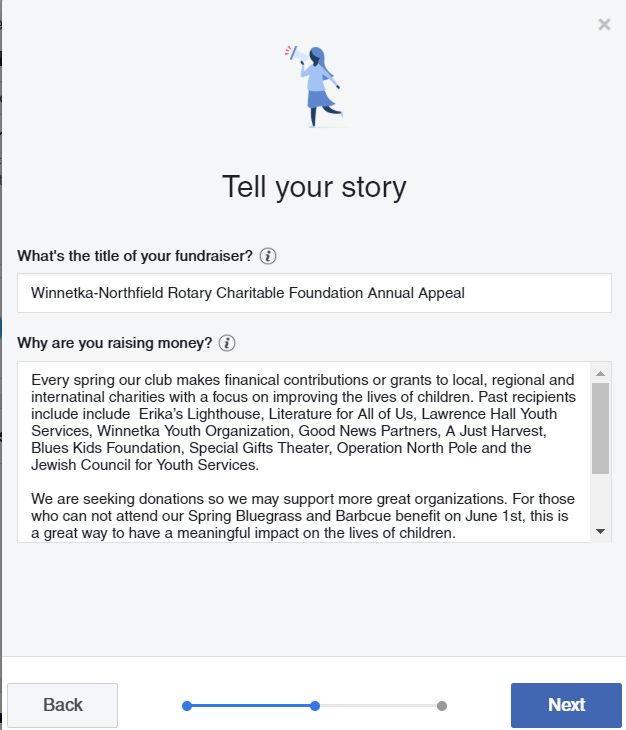 Tell your story
What's the title of your fundraiser?
Winnetka-Northfield Rotary Charitable Foundation Annual Appeal
Why are you raising money?
Every spring our club makes finanical contributions or grants to local, regional and
internatinal charities with a focus on improving the lives of children. Past recipients
include include  Erika's Lighthouse, Literature for All of Us, Lawrence Hall Youth
Services, Winnetka Youth Organization, Good News Partners, A Just Harvest,
Blues Kids Foundation, Special Gifts Theater, Operation North Pole and the
Jewish Council for Youth Services.
We are seeking donations so we may support more great organizations. For those
who can not attend our Spring Bluegrass and Barbcue benefit on June 1st, this is
a great way to have a meaningful impact on the lives of children.
Back
Next